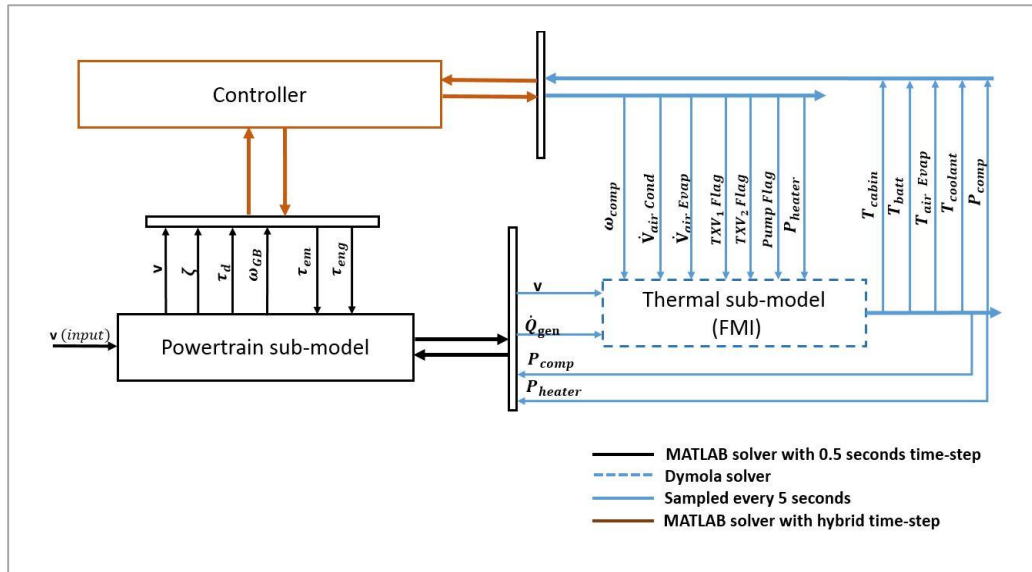 Controller
ω_comp
V̇_air Cond
V̇_air Evap
TXV_1 Flag
TXV_2 Flag
Pump Flag
P_heater
T_cabin
T_batt
T_air Evap
T_coolant
P_comp
v
ζ
τ_d
ω_GB
τ_em
τ_eng
v (input)
Powertrain sub-model
v
Q̇_gen
P_comp
P_heater
Thermal sub-model
(FMI)
MATLAB solver with 0.5 seconds time-step
Dymola solver
Sampled every 5 seconds
MATLAB solver with hybrid time-step